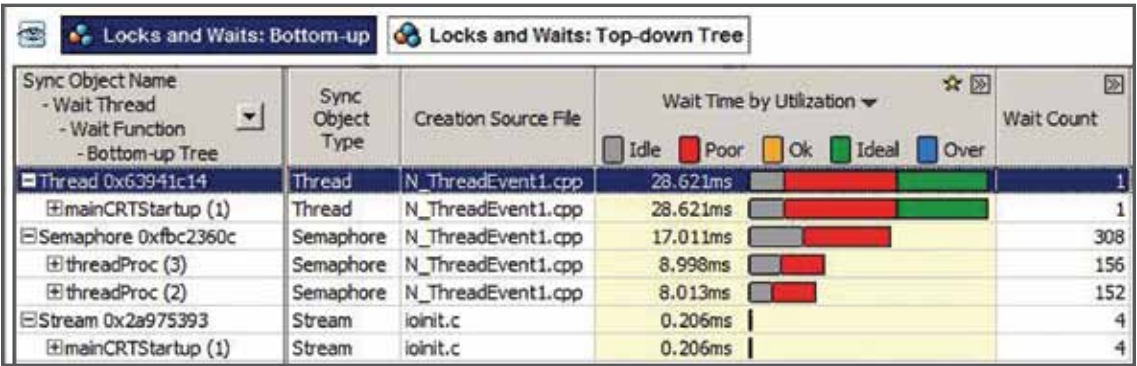 Locks and Waits: Bottom-up Locks and Waits: Top-down Tree
Sync Object Name
- Wait Thread
- Wait Function
- Bottom-up Tree
Sync
Object
Type
Creation Source File
Wait Time by Utilization
Idle Poor Ok Ideal Over
Wait Count
Thread 0x63941c14 Thread N_ThreadEvent1.cpp 28.621ms 1
mainCRTStartup (1) Thread N_ThreadEvent1.cpp 28.621ms 1
Semaphore 0xfbc2360c Semaphore N_ThreadEvent1.cpp 17.011ms 308
threadProc (3) Semaphore N_ThreadEvent1.cpp 8.998ms 156
threadProc (2) Semaphore N_ThreadEvent1.cpp 8.013ms 152
Stream 0x2a975393 Stream ioinit.c 0.206ms 4
mainCRTStartup (1) Stream ioinit.c 0.206ms 4